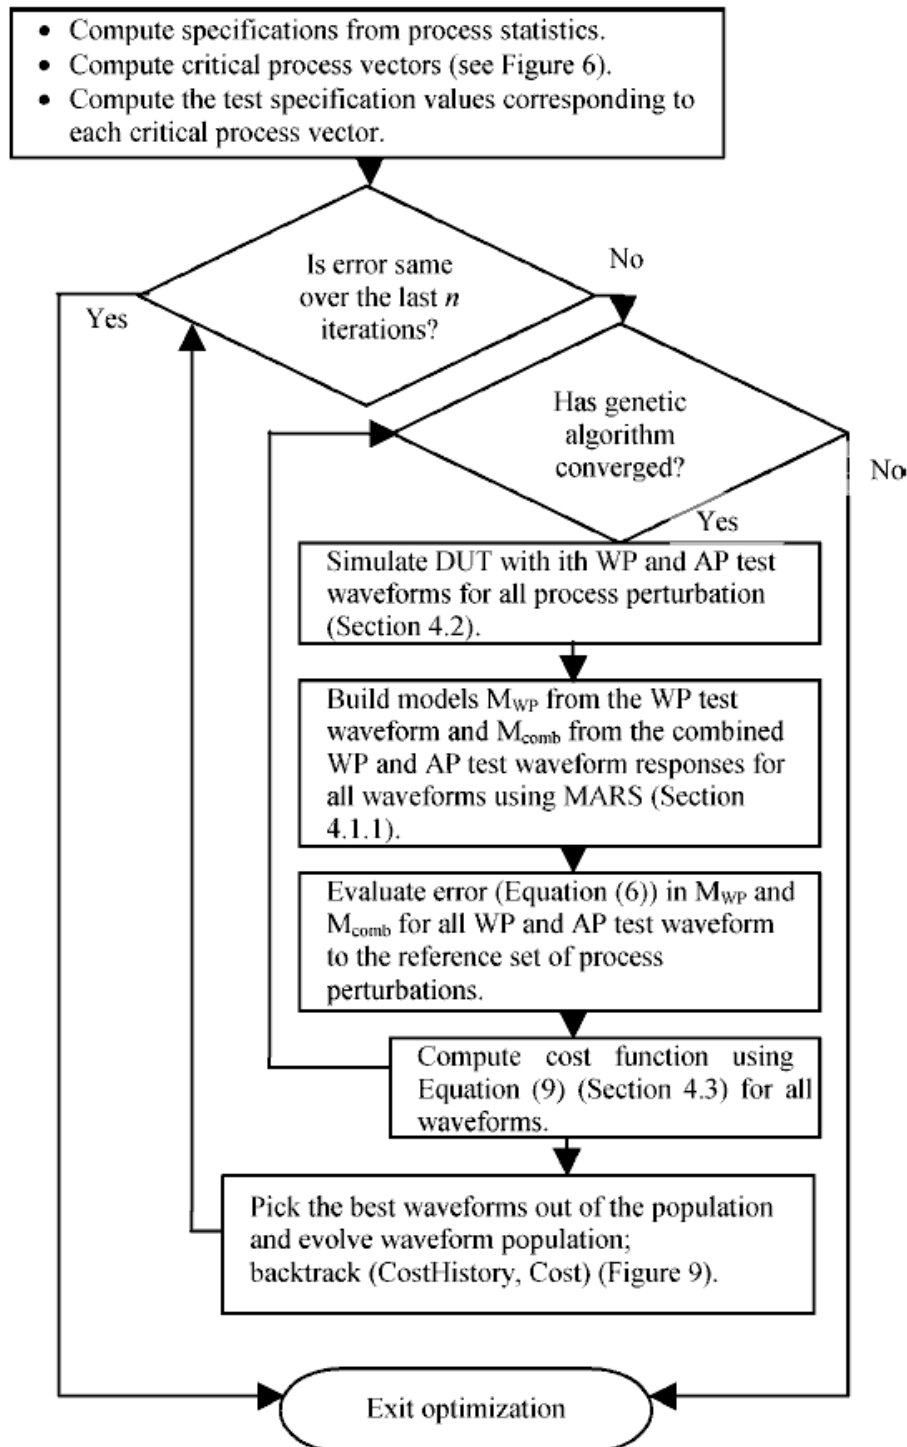 • Compute specifications from process statistics.
• Compute critical process vectors (see Figure 6).
• Compute the test specification values corresponding to
each critical process vector.
Is error same
over the last n
iterations?
Yes
No
Has genetic
algorithm
converged?
No
Yes
Simulate DUT with ith WP and AP test
waveforms for all process perturbation
(Section 4.2).
Build models MWP from the WP test
waveform and Mcomb from the combined
WP and AP test waveform responses for
all waveforms using MARS (Section
4.1.1).
Evaluate error (Equation (6)) in MWP and
Mcomb for all WP and AP test waveform
to the reference set of process
perturbations.
Compute cost function using
Equation (9) (Section 4.3) for all
waveforms.
Pick the best waveforms out of the population
and evolve waveform population;
backtrack (CostHistory, Cost) (Figure 9).
Exit optimization